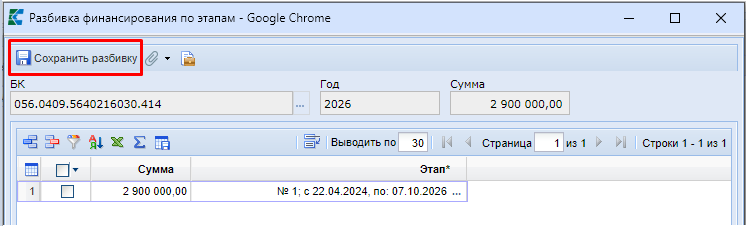 Разбивка финансирования по этапам - Google Chrome
Сохранить разбивку
БК Год Сумма
056.0409.5640216030.414 ... 2026 2 900 000,00
Выводить по 30 Страница 1 из 1 Строки 1 - 1 из 1
Сумма Этап*
1 2 900 000,00 № 1; с 22.04.2024, по: 07.10.2026 ...